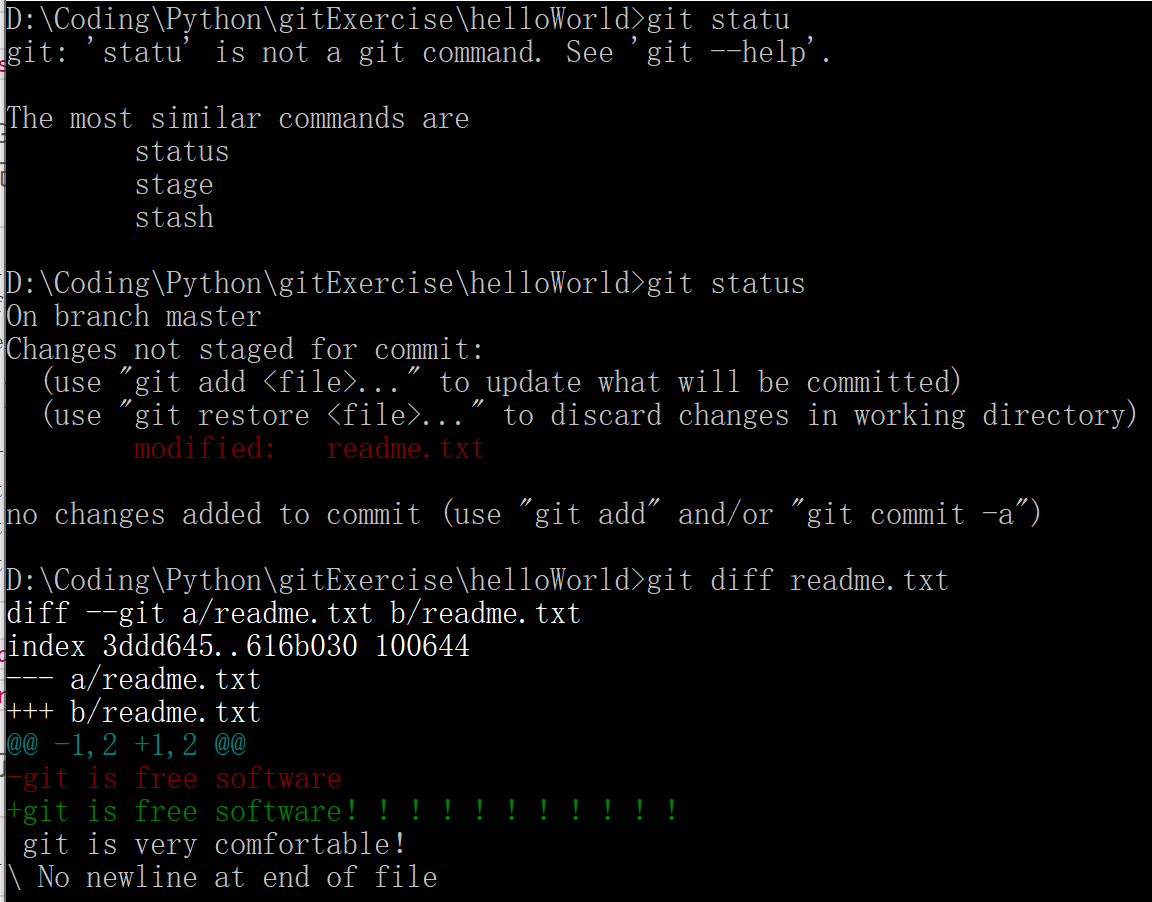 D:\Coding\Python\gitExercise\helloWorld>git statu
git: 'statu' is not a git command. See 'git --help'.
The most similar commands are
status
stage
stash
D:\Coding\Python\gitExercise\helloWorld>git status
On branch master
Changes not staged for commit:
(use "git add <file>..." to update what will be committed)
(use "git restore <file>..." to discard changes in working directory)
modified: readme.txt
no changes added to commit (use "git add" and/or "git commit -a")
D:\Coding\Python\gitExercise\helloWorld>git diff readme.txt
diff --git a/readme.txt b/readme.txt
index 3ddd645..616b030 100644
--- a/readme.txt
+++ b/readme.txt
@@ -1,2 +1,2 @@
-git is free software
+git is free software！！！！！！！！！！！
git is very comfortable!
\ No newline at end of file